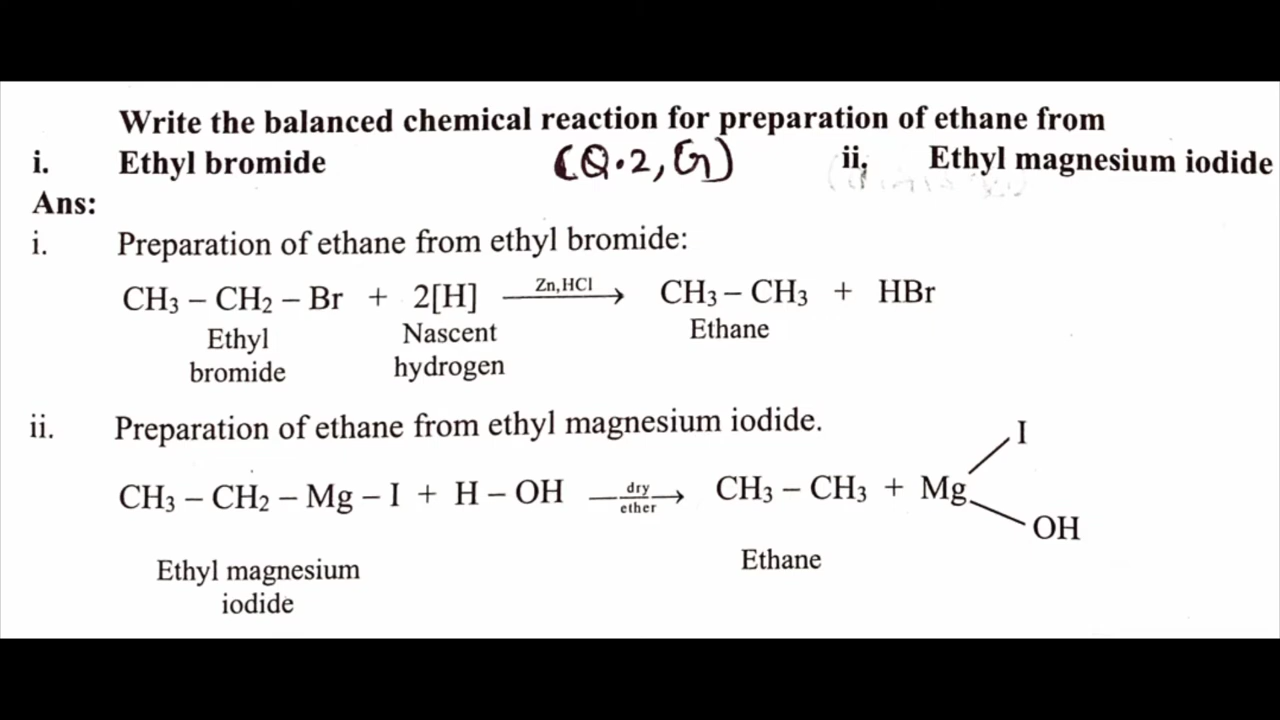 Write the balanced chemical reaction for preparation of ethane from
i. Ethyl bromide (Q.2, G) ii. Ethyl magnesium iodide
Ans:
i. Preparation of ethane from ethyl bromide:
CH₃ – CH₂ – Br + 2[H] Zn,HCl ⟶ CH₃ – CH₃ + HBr
Ethyl bromide Nascent hydrogen Ethane
ii. Preparation of ethane from ethyl magnesium iodide.
I
CH₃ – CH₂ – Mg – I + H – OH dry ether ⟶ CH₃ – CH₃ + Mg
OH
Ethyl magnesium iodide Ethane